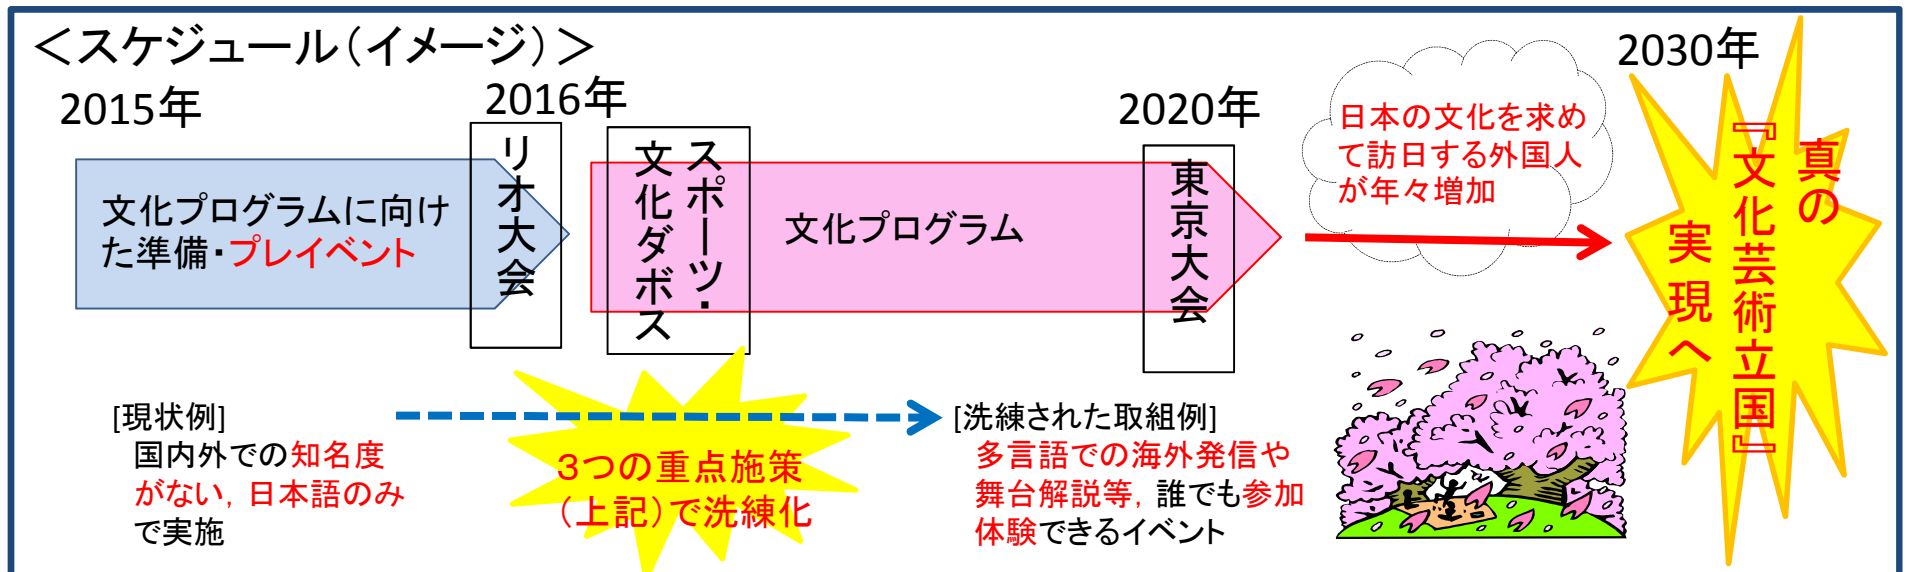 ＜スケジュール（イメージ）＞
2015年
2016年
2020年
2030年
文化プログラムに向け
た準備・プレイベント
リオ大会
スポーツ・
文化ダボス
文化プログラム
東京大会
日本の文化を求め
て訪日する外国人
が年々増加
真の
『文化芸術立国』
実現へ
[現状例]
国内外での知名度
がない，日本語のみ
で実施
３つの重点施策
（上記）で洗練化
[洗練された取組例]
多言語での海外発信や
舞台解説等，誰でも参加
体験できるイベント